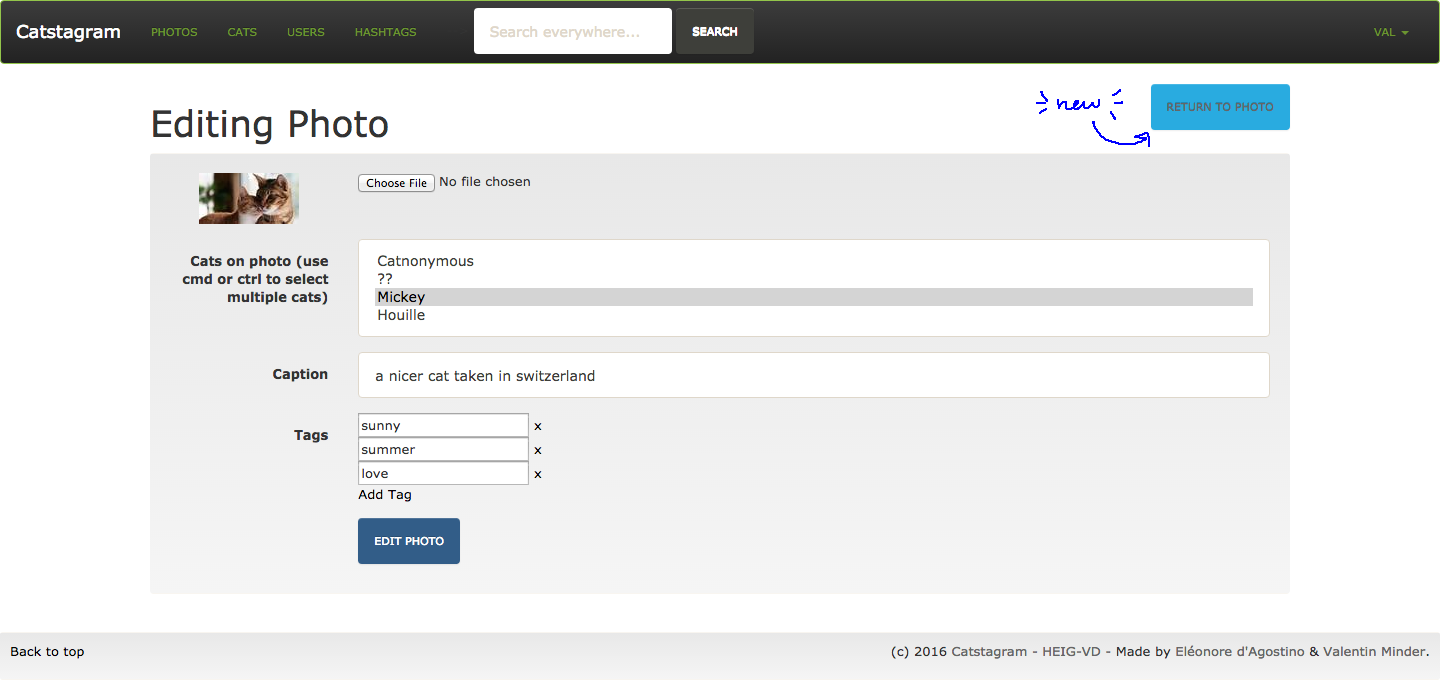 Catstagram PHOTOS CATS USERS HASHTAGS Search everywhere... SEARCH VAL
new RETURN TO PHOTO
Editing Photo
Choose File No file chosen
Cats on photo (use
cmd or ctrl to select
multiple cats)
Catnonymous
??
Mickey
Houille
Caption a nicer cat taken in switzerland
Tags
sunny x
summer x
love x
Add Tag
EDIT PHOTO
Back to top (c) 2016 Catstagram - HEIG-VD - Made by Eléonore d'Agostino & Valentin Minder.